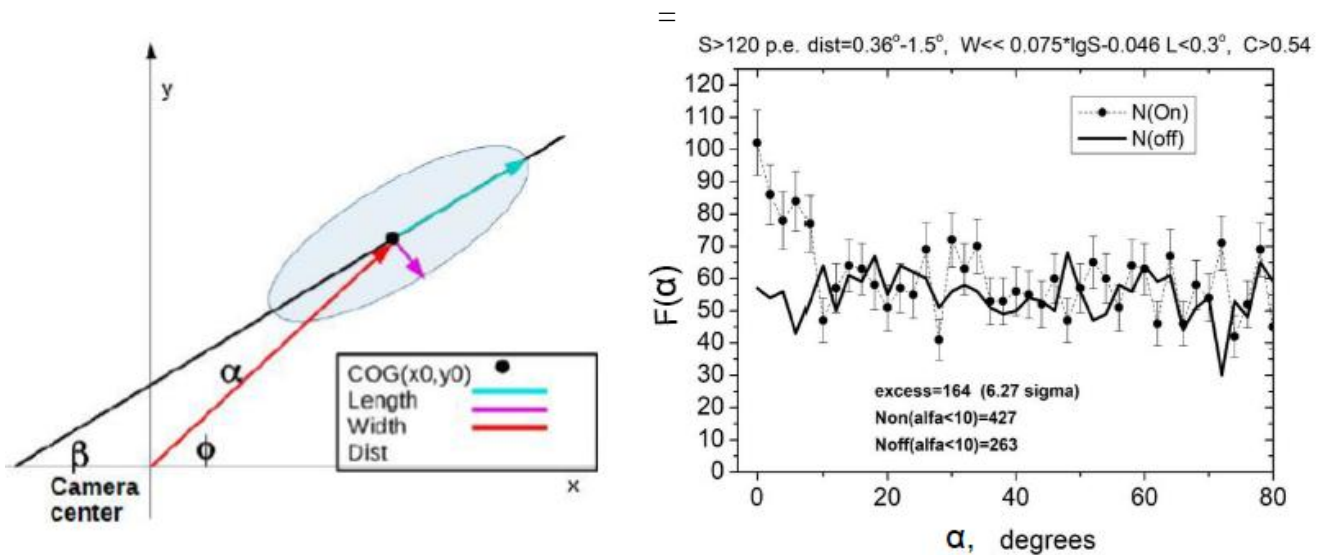 y
α
β
ϕ
Camera
center
x
COG(x0,y0)
Length
Width
Dist
=
S>120 p.e. dist=0.36°-1.5°, W<< 0.075*lgS-0.046 L<0.3°, C>0.54
120
110
100
90
80
70
60
50
40
30
20
10
0
F(α)
N(On)
N(off)
excess=164 (6.27 sigma)
Non(alfa<10)=427
Noff(alfa<10)=263
0 20 40 60 80
α, degrees